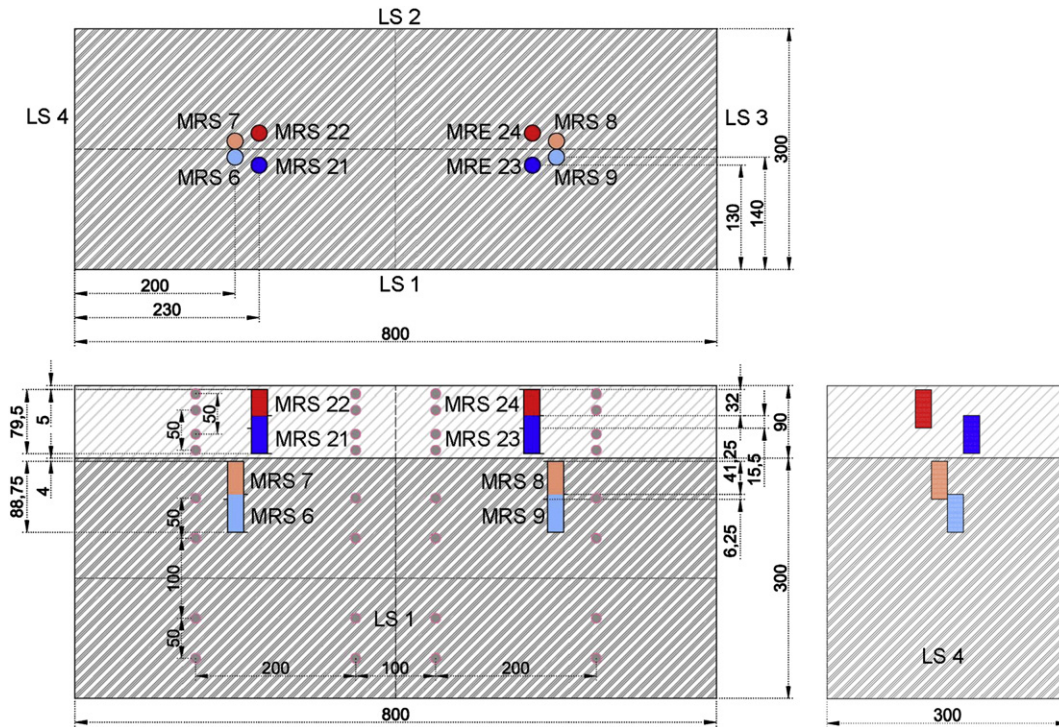 LS 2
LS 4
MRS 7
MRS 22
MRE 24
MRS 8
LS 3
300
MRS 6
MRS 21
MRE 23
MRS 9
130
140
LS 1
200
230
800
79,5
5
50
50
MRS 22
MRS 24
MRS 21
MRS 23
32
90
15,5
88,75
4
MRS 7
MRS 8
41,25
MRS 6
MRS 9
50
6,25
100
300
LS 1
50
200
100
200
LS 4
800
300